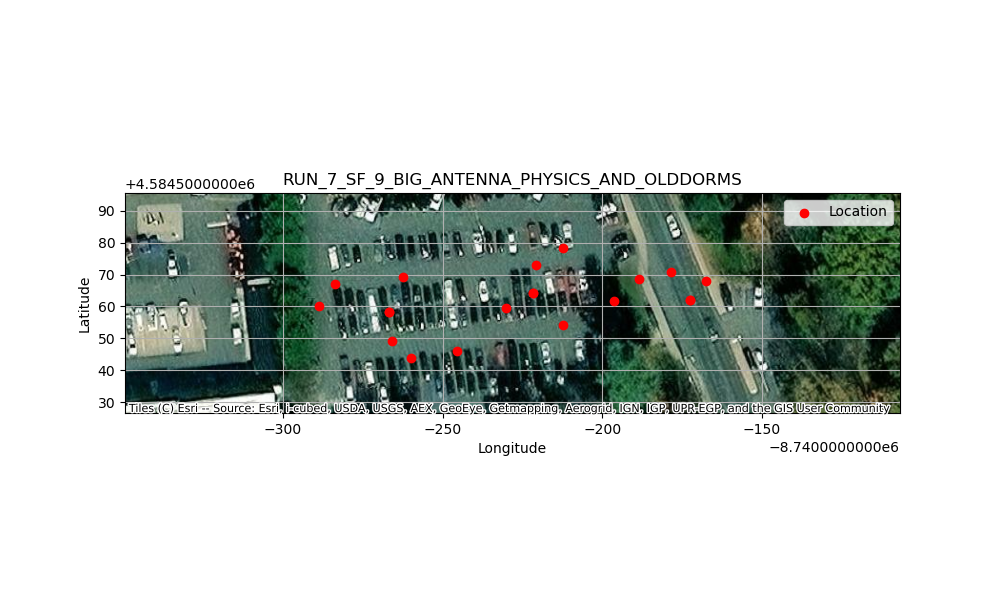 RUN_7_SF_9_BIG_ANTENNA_PHYSICS_AND_OLDDORMS
+4.5845000000e6
Location
90
80
70
60
50
40
30
Latitude
Tiles (C) Esri -- Source: Esri, i-cubed, USDA, USGS, AEX, GeoEye, Getmapping, Aerogrid, IGN, IGP, UPR-EGP, and the GIS User Community
−300
−250
−200
−150
Longitude
−8.7400000000e6